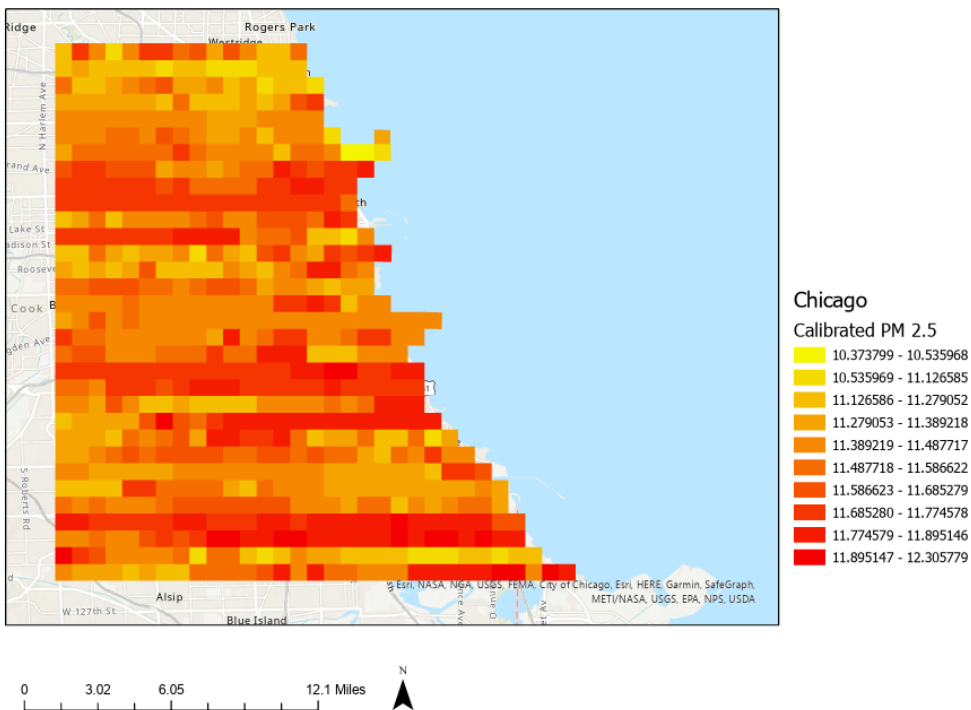 Ridge
Rogers Park
Westridge
N Harlem Ave
rand Ave
th
Lake St
adison St
Roosev
Cook
B
gden Ave
S Roberts Rd
Alsip
W 127th St
Blue Island
Esri, NASA, NGA, USGS, FEMA, City of Chicago, Esri, HERE, Garmin, SafeGraph,
METI/NASA, USGS, EPA, NPS, USDA
Chicago
Calibrated PM 2.5
10.373799 - 10.535968
10.535969 - 11.126585
11.126586 - 11.279052
11.279053 - 11.389218
11.389219 - 11.487717
11.487718 - 11.586622
11.586623 - 11.685279
11.685280 - 11.774578
11.774579 - 11.895146
11.895147 - 12.305779
0 3.02 6.05 12.1 Miles
N